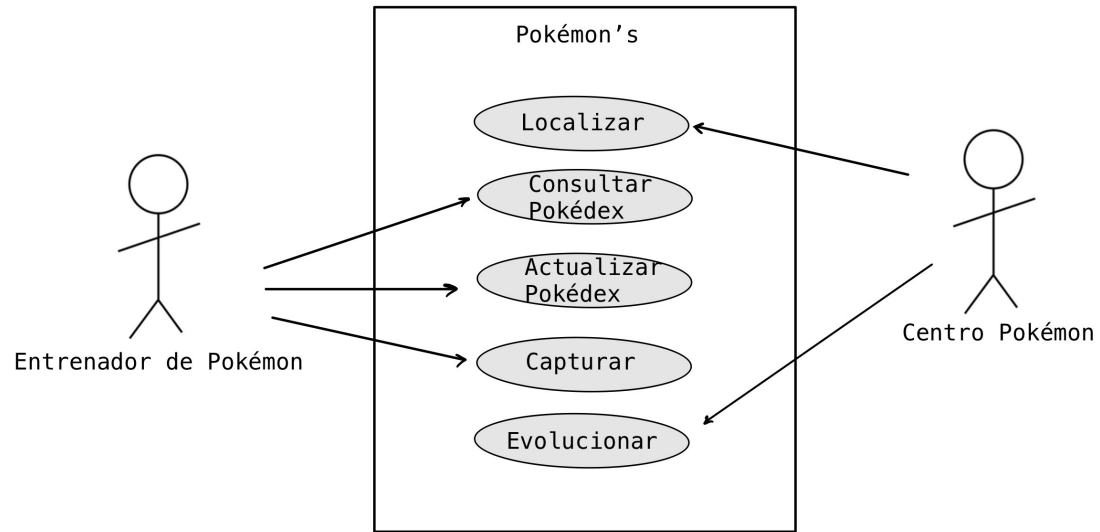 Pokémon’s
Localizar
Consultar
Pokédex
Actualizar
Pokédex
Capturar
Evolucionar
Entrenador de Pokémon
Centro Pokémon